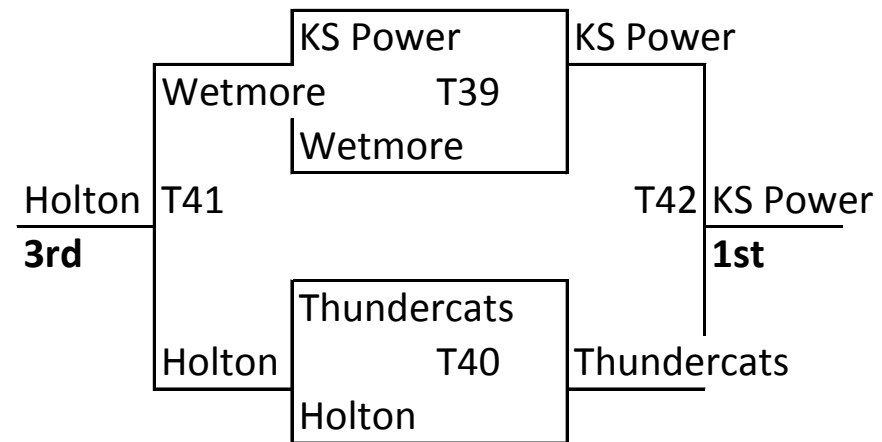 KS Power KS Power
Wetmore T39
Wetmore
Holton T41 T42 KS Power
3rd 1st
Thundercats
Holton T40 Thundercats
Holton